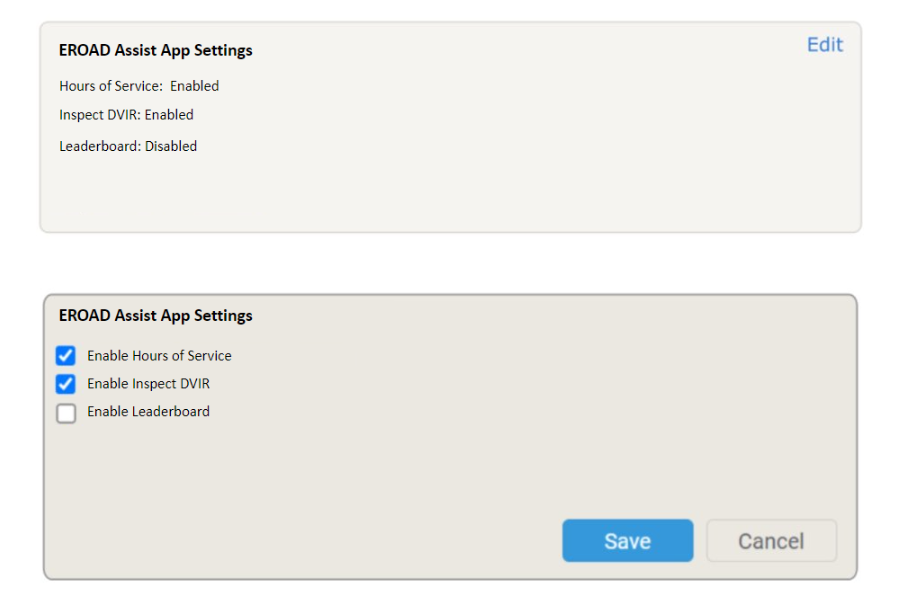 EROAD Assist App Settings
Edit
Hours of Service: Enabled
Inspect DVIR: Enabled
Leaderboard: Disabled
EROAD Assist App Settings
Enable Hours of Service
Enable Inspect DVIR
Enable Leaderboard
Save
Cancel